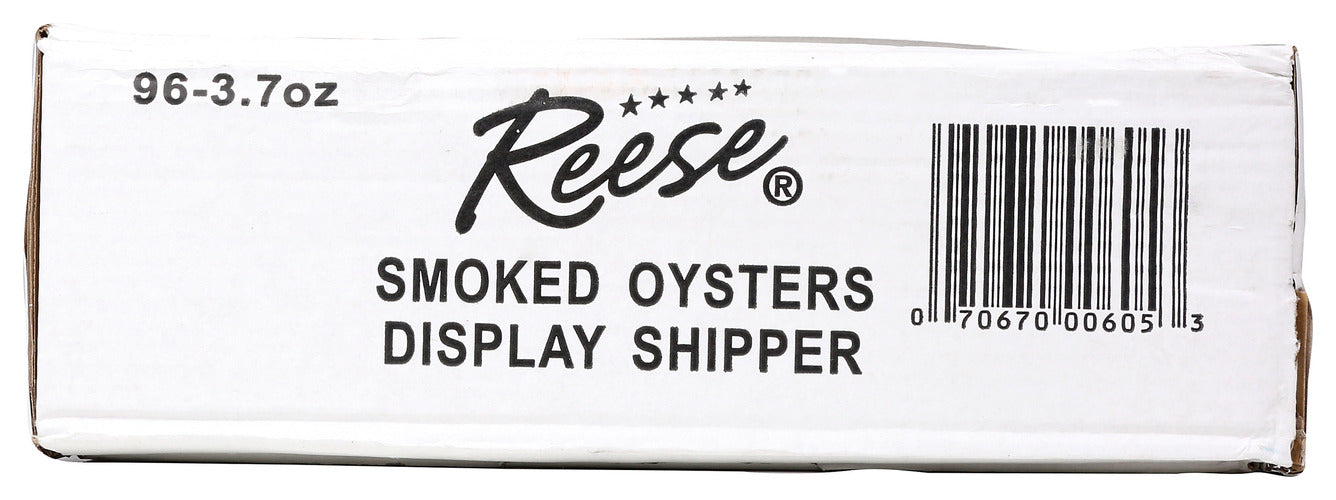 96-3.7oz
Reese®
SMOKED OYSTERS
DISPLAY SHIPPER
0 70670 00605 3